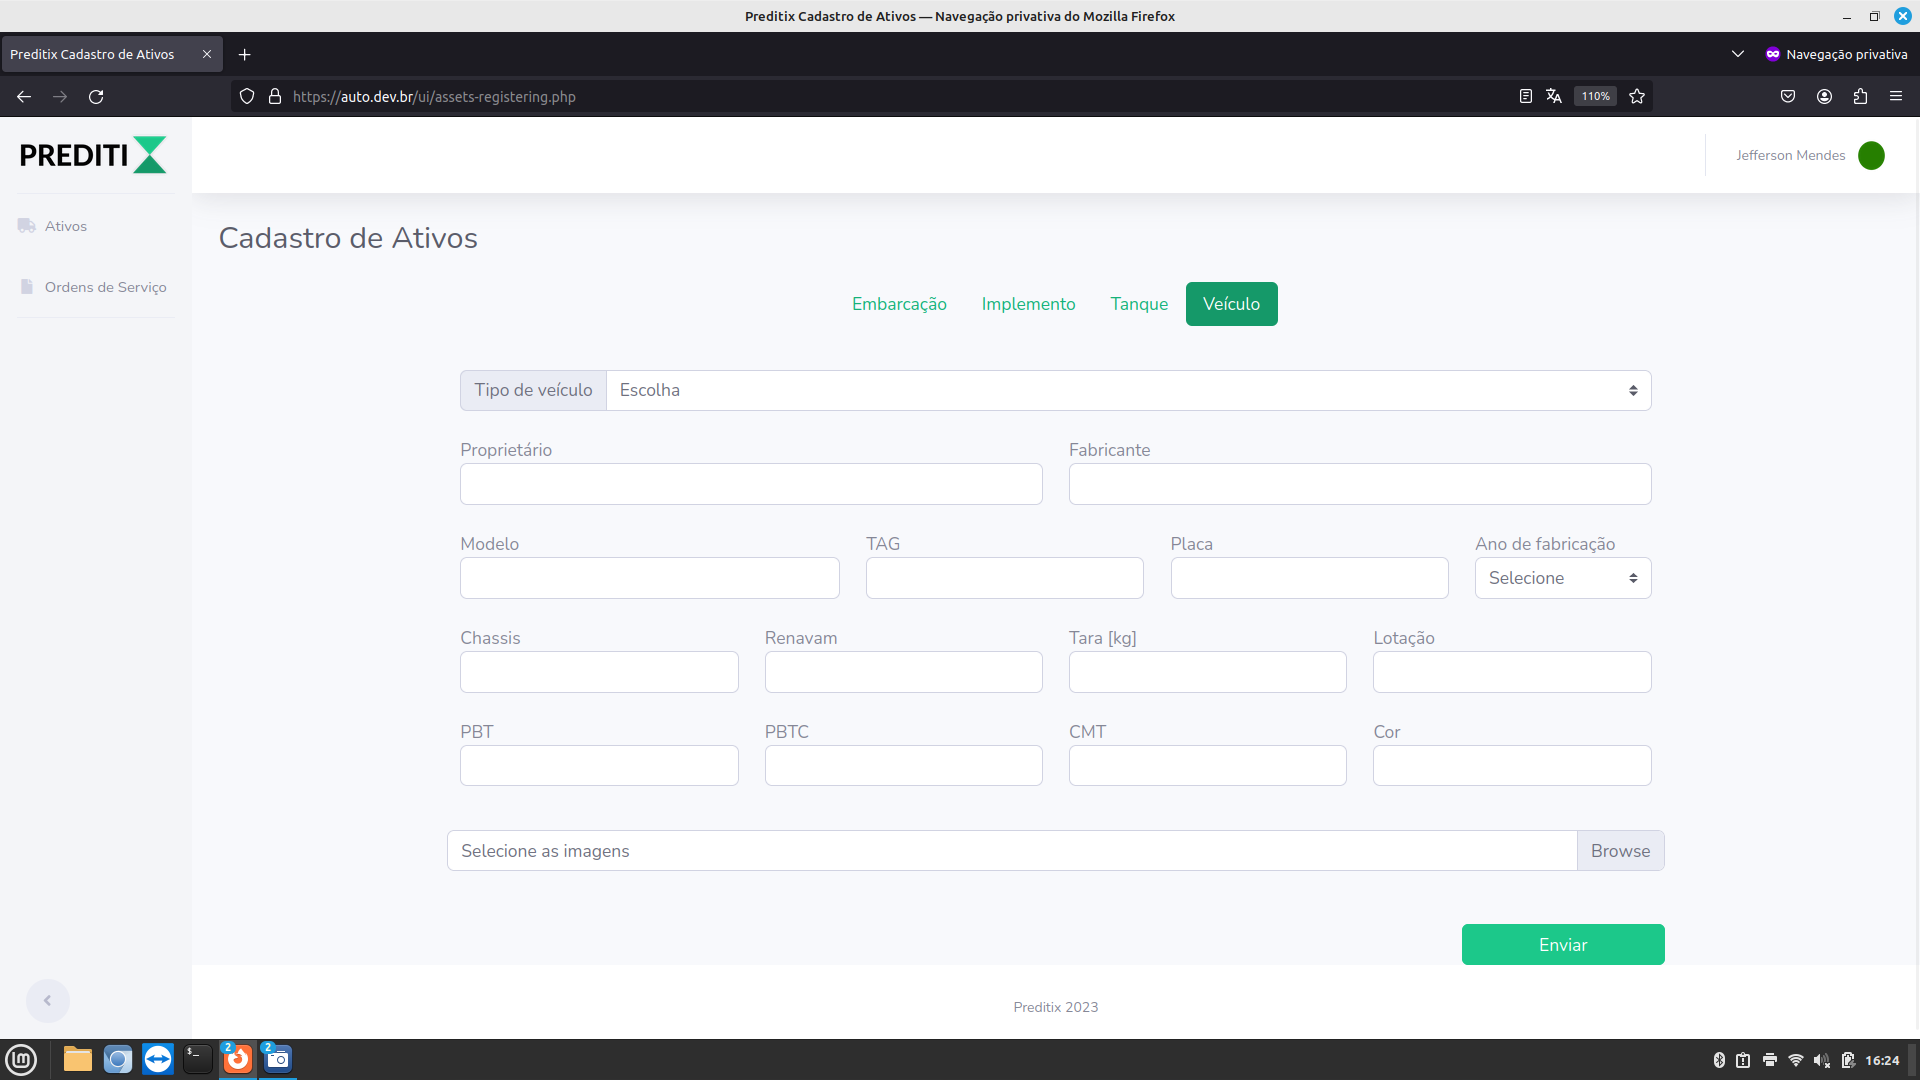 Preditix Cadastro de Ativos — Navegação privativa do Mozilla Firefox
Preditix Cadastro de Ativos
Navegação privativa
https://auto.dev.br/ui/assets-registering.php
110%
PREDITI
Jefferson Mendes
Ativos
Ordens de Serviço
Cadastro de Ativos
Embarcação Implemento Tanque Veículo
Tipo de veículo Escolha
Proprietário Fabricante
Modelo TAG Placa Ano de fabricação
Selecione
Chassis Renavam Tara [kg] Lotação
PBT PBTC CMT Cor
Selecione as imagens Browse
Enviar
Preditix 2023
lm $_ 2 2 16:24